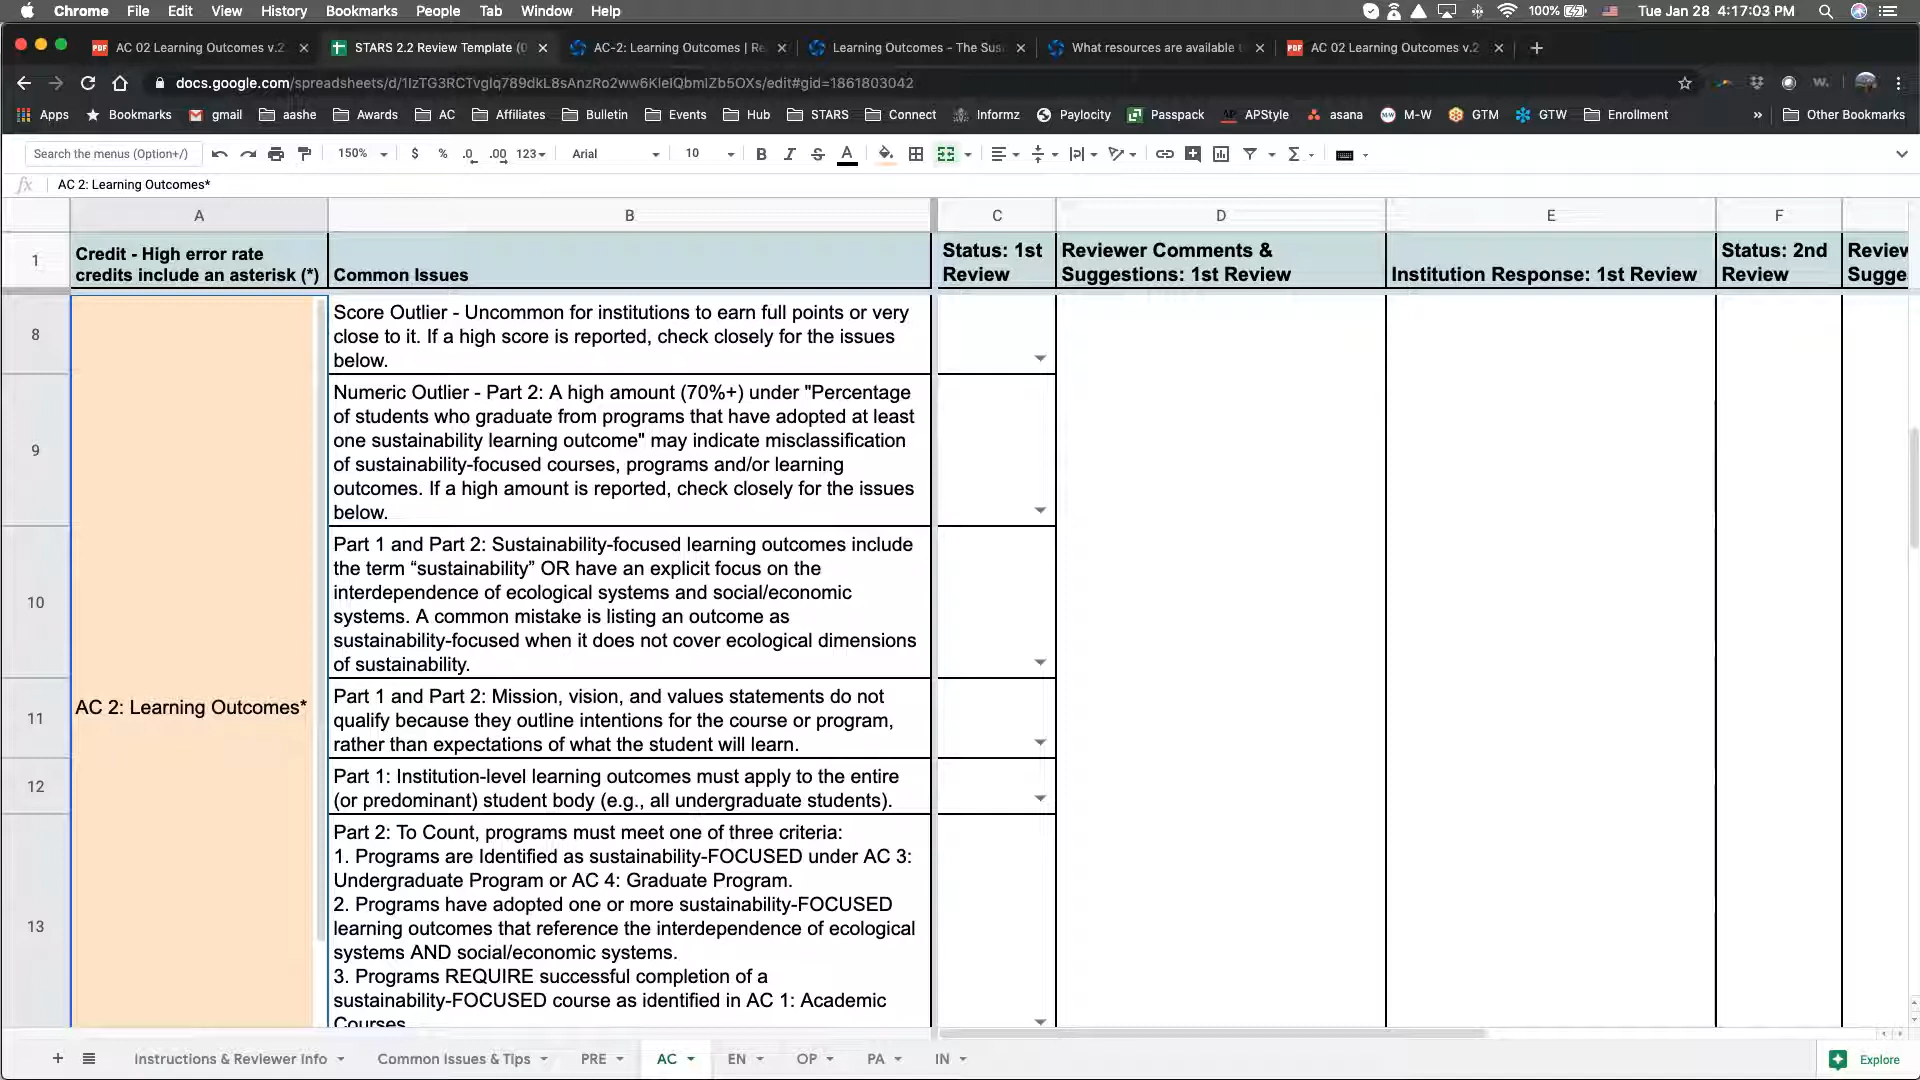 Chrome File Edit View History Bookmarks People Tab Window Help 100% Tue Jan 28 4:17:03 PM
AC 02 Learning Outcomes v.2 STARS 2.2 Review Template (0 AC-2: Learning Outcomes | Re Learning Outcomes - The Sus What resources are available AC 02 Learning Outcomes v.2
docs.google.com/spreadsheets/d/1IzTG3RCTvgIq789dkL8sAnzRo2ww6KleIQbmIZb5OXs/edit#gid=1861803042
Apps Bookmarks gmail aashe Awards AC Affiliates Bulletin Events Hub STARS Connect Informz Paylocity Passpack APStyle asana M-W GTM GTW Enrollment » Other Bookmarks
Search the menus (Option+/) 150% $ % .0 .00 123 Arial 10 B I S A
fx AC 2: Learning Outcomes*
A B C D E F
1
Credit - High error rate
credits include an asterisk (*)
Common Issues
Status: 1st
Review
Reviewer Comments &
Suggestions: 1st Review
Institution Response: 1st Review
Status: 2nd
Review
Review
Sugge
AC 2: Learning Outcomes*
8
Score Outlier - Uncommon for institutions to earn full points or very
close to it. If a high score is reported, check closely for the issues
below.
9
Numeric Outlier - Part 2: A high amount (70%+) under "Percentage
of students who graduate from programs that have adopted at least
one sustainability learning outcome" may indicate misclassification
of sustainability-focused courses, programs and/or learning
outcomes. If a high amount is reported, check closely for the issues
below.
10
Part 1 and Part 2: Sustainability-focused learning outcomes include
the term “sustainability” OR have an explicit focus on the
interdependence of ecological systems and social/economic
systems. A common mistake is listing an outcome as
sustainability-focused when it does not cover ecological dimensions
of sustainability.
11
Part 1 and Part 2: Mission, vision, and values statements do not
qualify because they outline intentions for the course or program,
rather than expectations of what the student will learn.
12
Part 1: Institution-level learning outcomes must apply to the entire
(or predominant) student body (e.g., all undergraduate students).
13
Part 2: To Count, programs must meet one of three criteria:
1. Programs are Identified as sustainability-FOCUSED under AC 3:
Undergraduate Program or AC 4: Graduate Program.
2. Programs have adopted one or more sustainability-FOCUSED
learning outcomes that reference the interdependence of ecological
systems AND social/economic systems.
3. Programs REQUIRE successful completion of a
sustainability-FOCUSED course as identified in AC 1: Academic
Courses
Instructions & Reviewer Info Common Issues & Tips PRE AC EN OP PA IN Explore